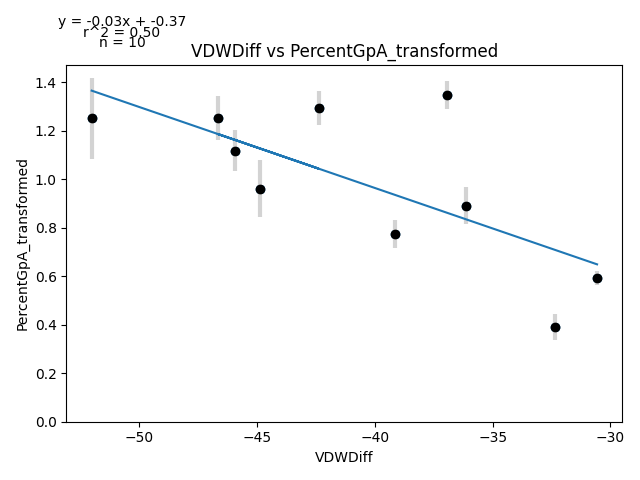 y = -0.03x + -0.37
r^2 = 0.50
n = 10
VDWDiff vs PercentGpA_transformed
1.4
1.2
1.0
0.8
0.6
0.4
0.2
0.0
PercentGpA_transformed
−50
−45
−40
−35
−30
VDWDiff